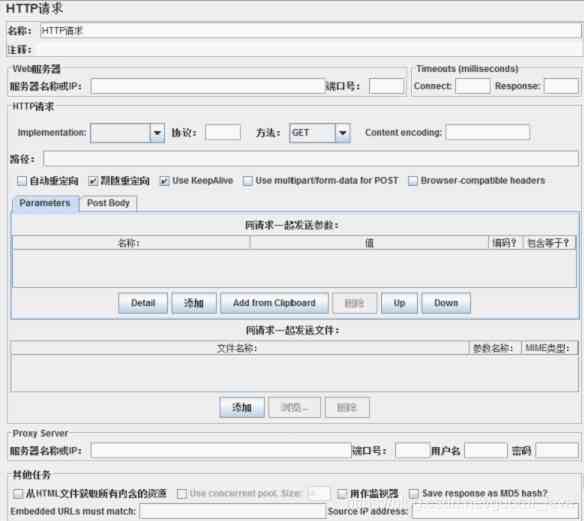 HTTP请求
名称： HTTP请求
注释：
Web服务器
Timeouts (milliseconds)
服务器名称或IP： 端口号： Connect: Response:
HTTP请求
Implementation: 协议： 方法： GET Content encoding:
路径：
自动重定向 跟随重定向 Use KeepAlive Use multipart/form-data for POST Browser-compatible headers
Parameters Post Body
同请求一起发送参数：
名称： 值 编码？ 包含等于？
Detail 添加 Add from Clipboard 删除 Up Down
同请求一起发送文件：
文件名称： 参数名称： MIME类型：
添加 浏览... 删除
Proxy Server
服务器名称或IP： 端口号： 用户名 密码
其他任务
从HTML文件获取所有内含的资源 Use concurrent pool. Size: 4 用作监视器 Save response as MD5 hash?
Embedded URLs must match: Source IP address: